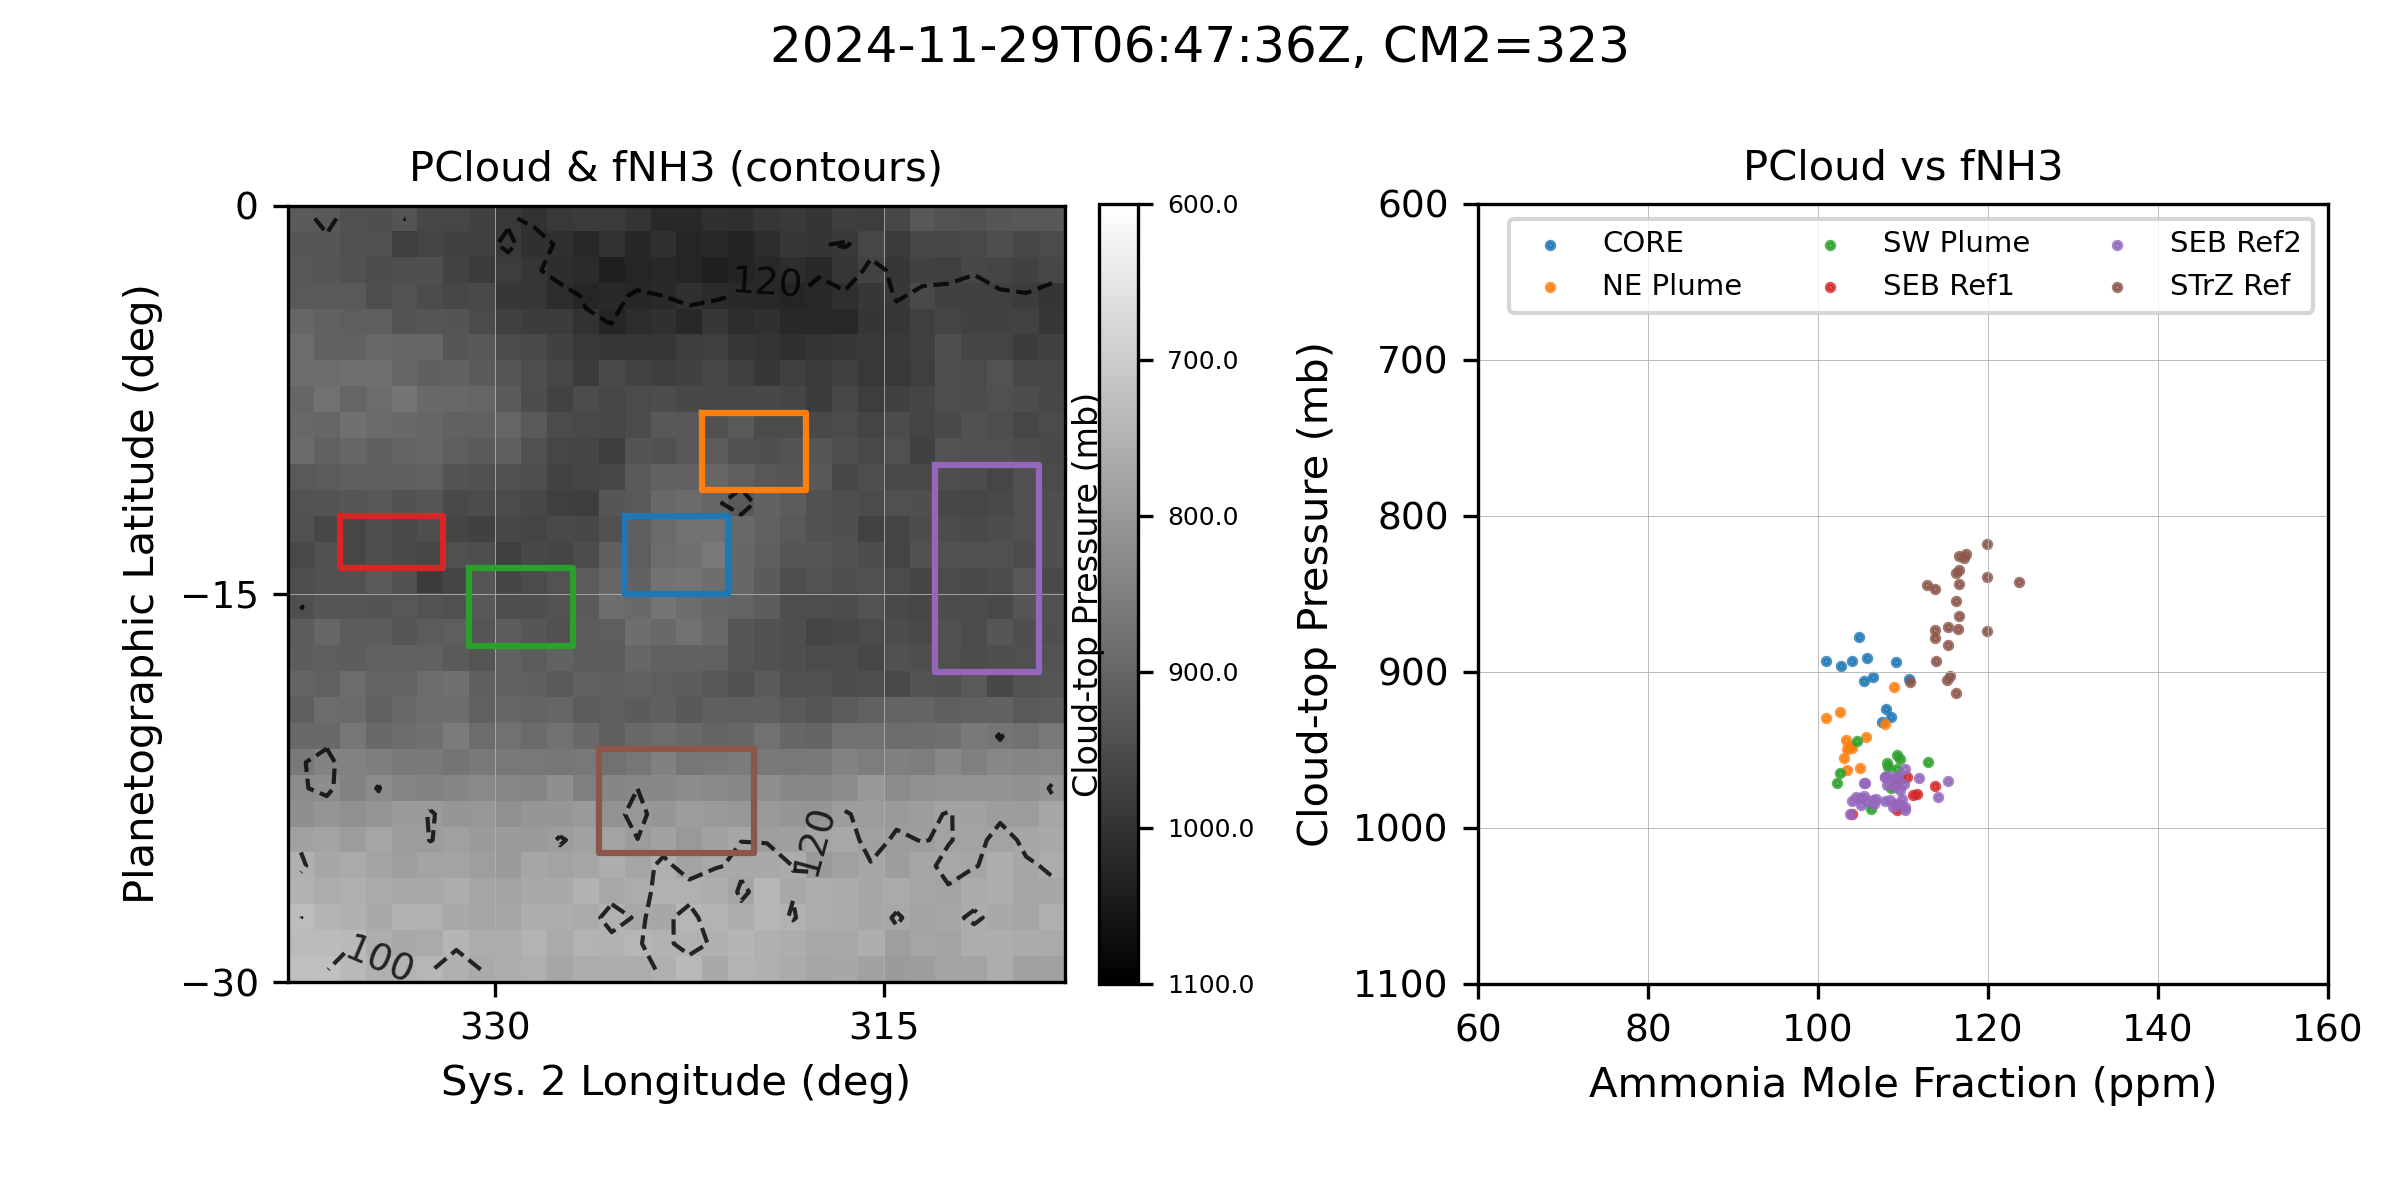 2024-11-29T06:47:36Z, CM2=323
PCloud & fNH3 (contours)
0
−15
−30
Planetographic Latitude (deg)
120
120
100
330
315
Sys. 2 Longitude (deg)
600.0
700.0
800.0
900.0
1000.0
1100.0
Cloud-top Pressure (mb)
PCloud vs fNH3
CORE
NE Plume
SW Plume
SEB Ref1
SEB Ref2
STrZ Ref
600
700
800
900
1000
1100
Cloud-top Pressure (mb)
60
80
100
120
140
160
Ammonia Mole Fraction (ppm)